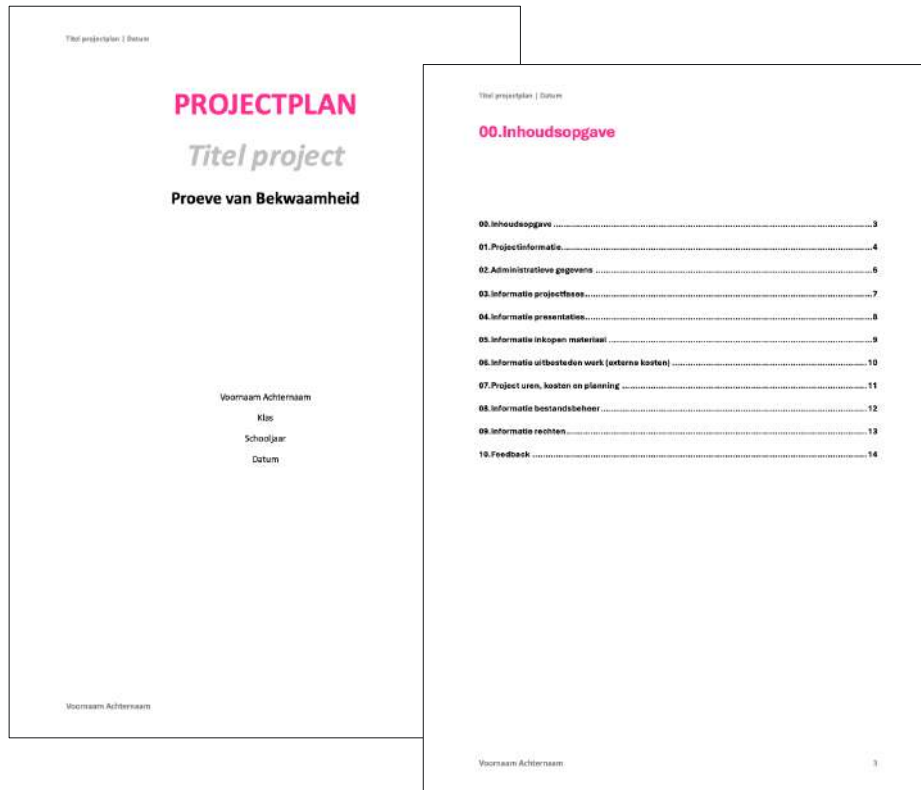 Titel projectplan | Datum
PROJECTPLAN
Titel project
Proeve van Bekwaamheid
Voornaam Achternaam
Klas
Schooljaar
Datum
Voornaam Achternaam
Titel projectplan | Datum
00.Inhoudsopgave
00.Inhoudsopgave ........ 3
01.Projectinformatie ........ 4
02.Administratieve gegevens ........ 6
03.Informatie projectfases ........ 7
04.Informatie presentaties ........ 8
05.Informatie inkopen materiaal ........ 9
06.Informatie uitbesteden werk (externe kosten) ........ 10
07.Project uren, kosten en planning ........ 11
08.Informatie bestandsbeheer ........ 12
09.Informatie rechten ........ 13
10.Feedback ........ 14
Voornaam Achternaam 3